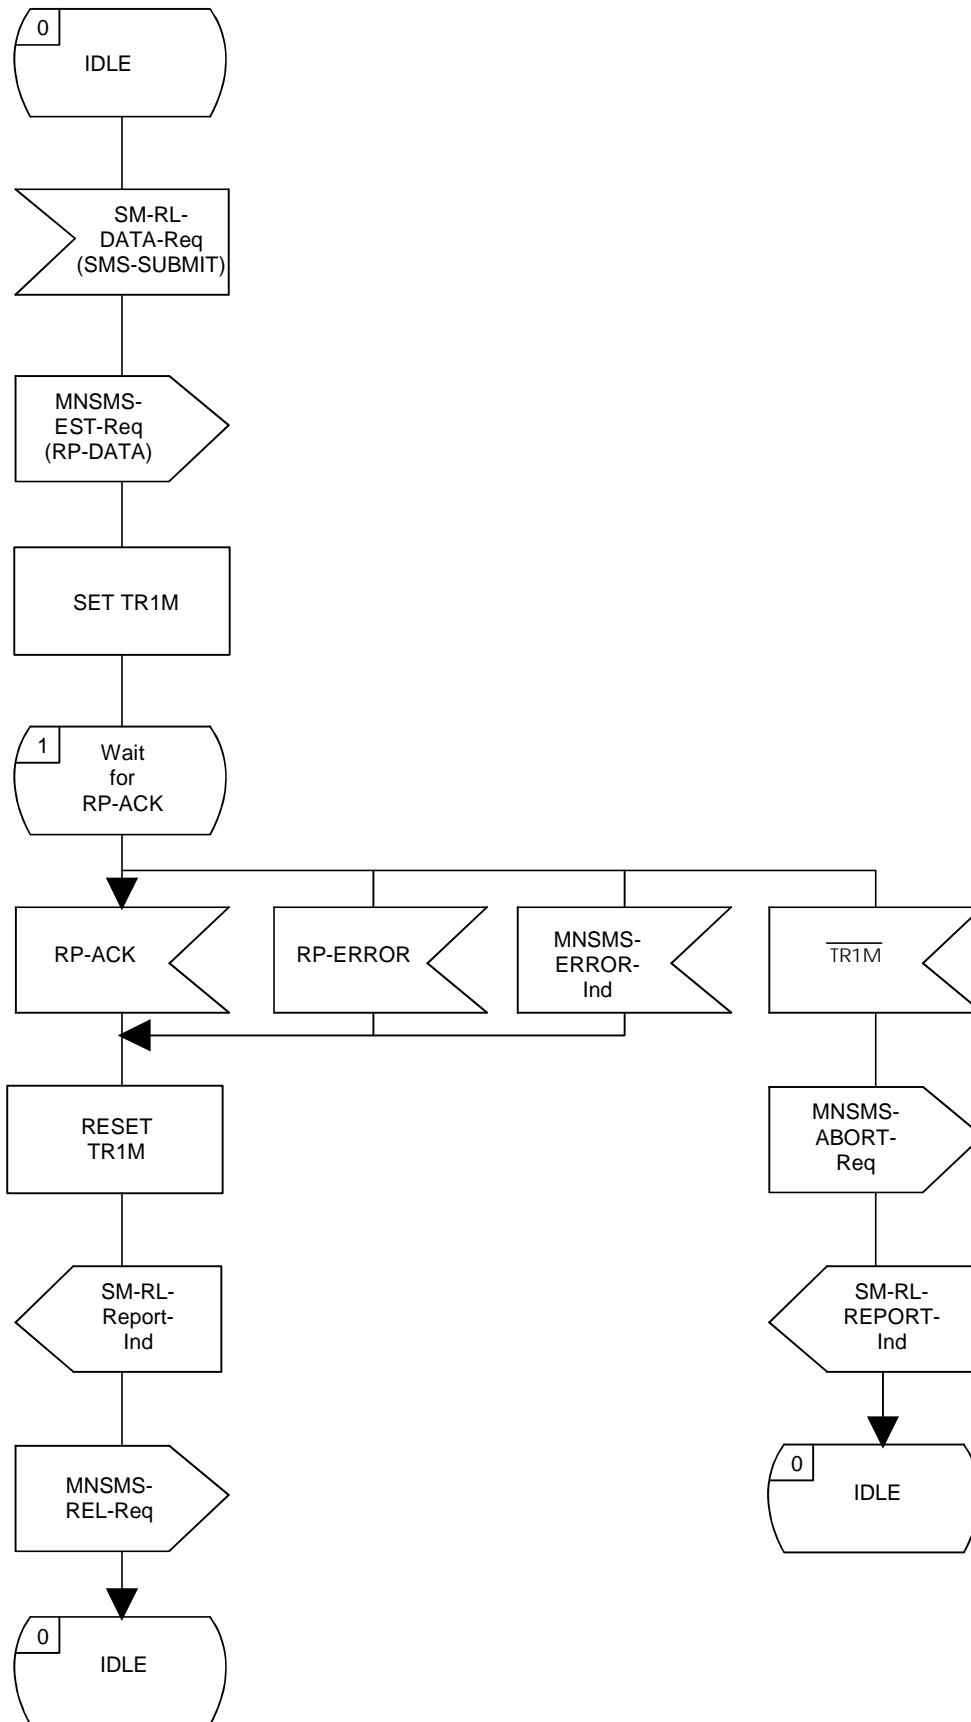 0
IDLE
SM-RL-
DATA-Req
(SMS-SUBMIT)
MNSMS-
EST-Req
(RP-DATA)
SET TR1M
1
Wait
for
RP-ACK
RP-ACK
RP-ERROR
MNSMS-
ERROR-
Ind
TR1M
RESET
TR1M
MNSMS-
ABORT-
Req
SM-RL-
Report-
Ind
SM-RL-
REPORT-
Ind
MNSMS-
REL-Req
0
IDLE
0
IDLE